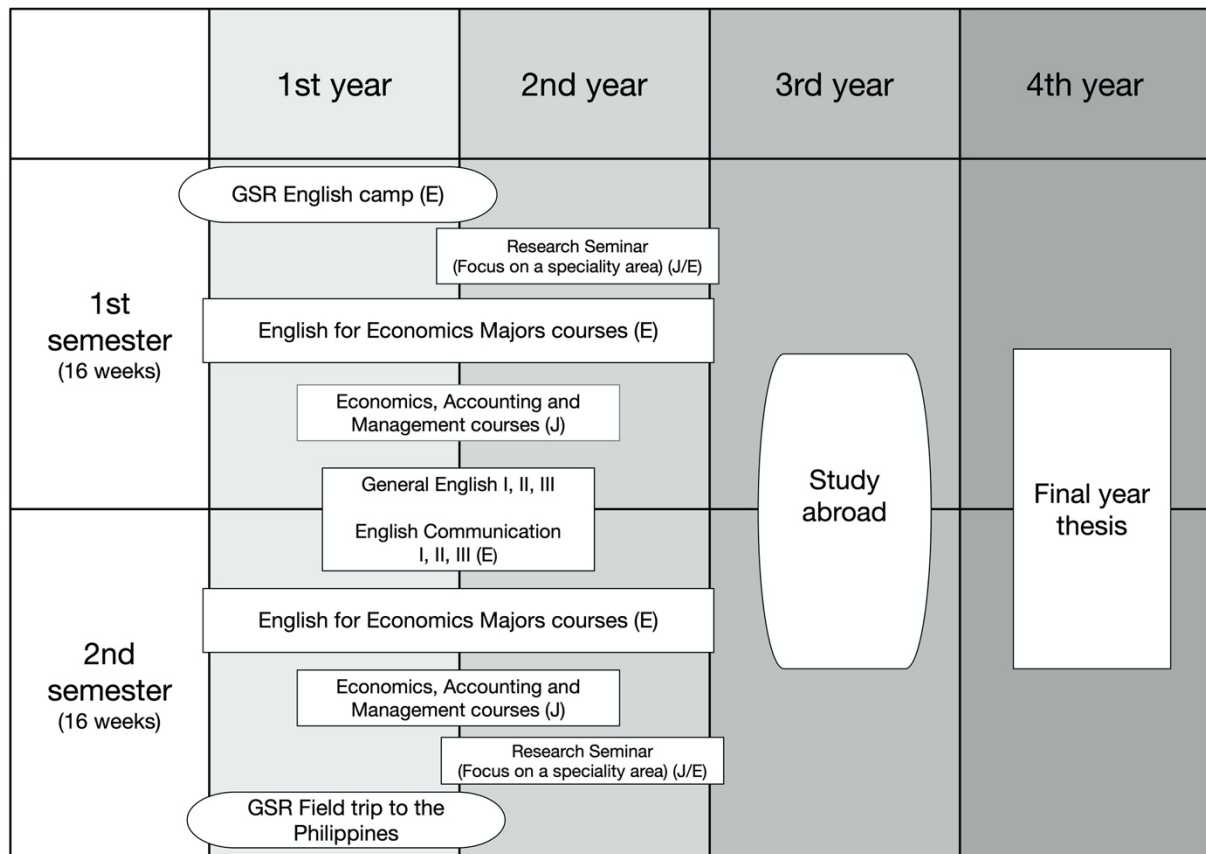 1st year
2nd year
3rd year
4th year
1st
semester
(16 weeks)
GSR English camp (E)
Research Seminar
(Focus on a speciality area) (J/E)
English for Economics Majors courses (E)
Economics, Accounting and
Management courses (J)
General English I, II, III
English Communication
I, II, III (E)
Study
abroad
Final year
thesis
2nd
semester
(16 weeks)
English for Economics Majors courses (E)
Economics, Accounting and
Management courses (J)
Research Seminar
(Focus on a speciality area) (J/E)
GSR Field trip to the
Philippines